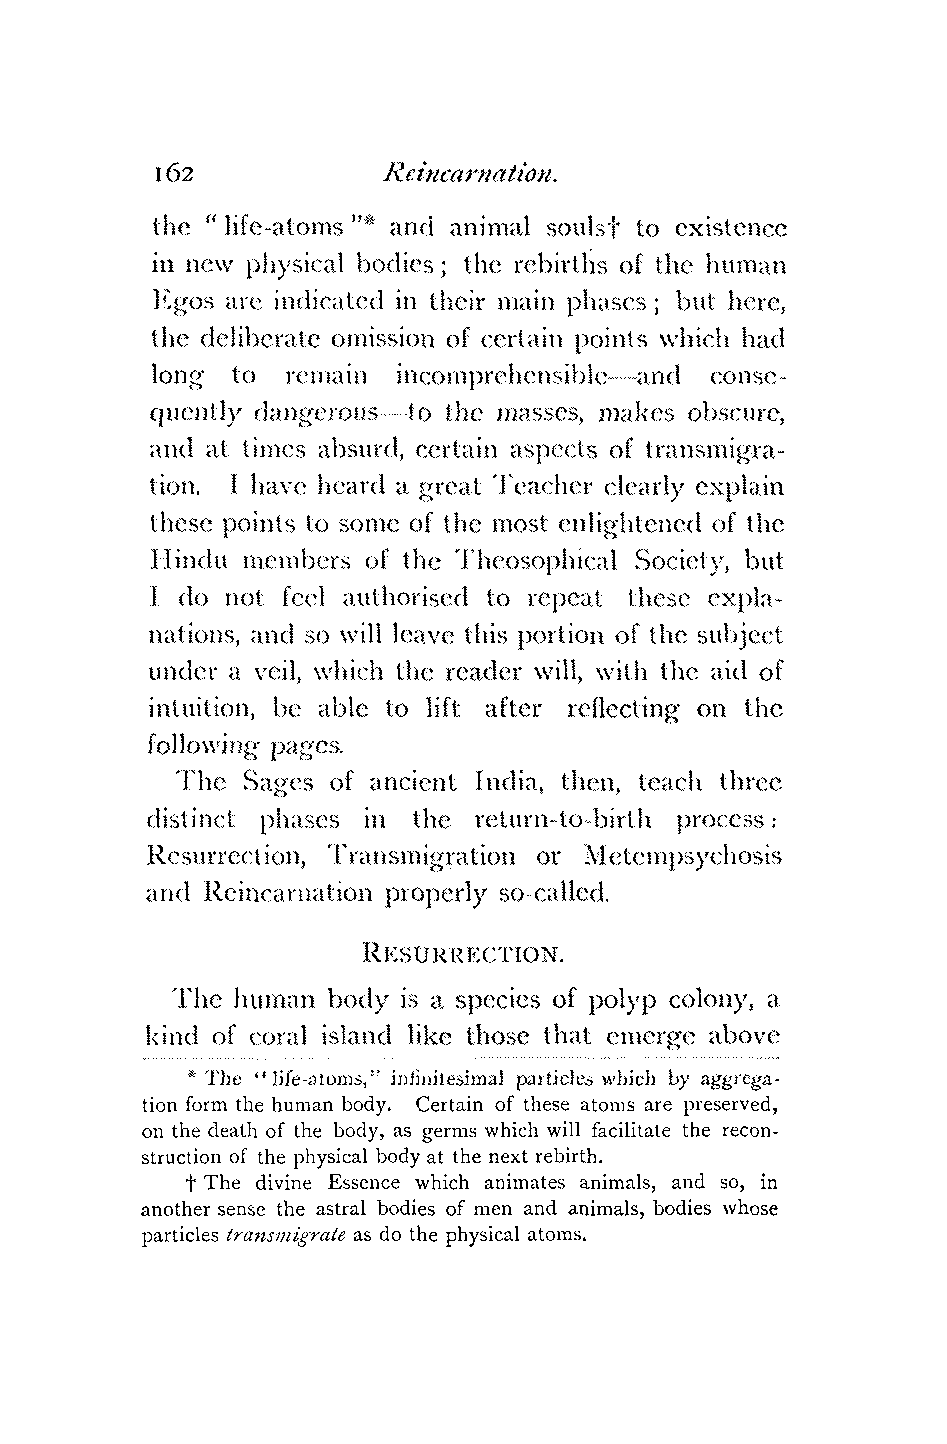 162 Reincarnation.
the “ life-atoms ”* and animal souls† to existence
in new physical bodies ; the rebirths of the human
Egos are indicated in their main phases ; but here,
the deliberate omission of certain points which had
long to remain incomprehensible—and conse-
quently dangerous—to the masses, makes obscure,
and at times absurd, certain aspects of transmigra-
tion. I have heard a great Teacher clearly explain
these points to some of the most enlightened of the
Hindu members of the Theosophical Society, but
I do not feel authorised to repeat these expla-
nations, and so will leave this portion of the subject
under a veil, which the reader will, with the aid of
intuition, be able to lift after reflecting on the
following pages.
The Sages of ancient India, then, teach three
distinct phases in the return-to-birth process :
Resurrection, Transmigration or Metempsychosis
and Reincarnation properly so-called.
RESURRECTION.
The human body is a species of polyp colony, a
kind of coral island like those that emerge above
* The “ life-atoms,” infinitesimal particles which by aggrega-
tion form the human body. Certain of these atoms are preserved,
on the death of the body, as germs which will facilitate the recon-
struction of the physical body at the next rebirth.
† The divine Essence which animates animals, and so, in
another sense the astral bodies of men and animals, bodies whose
particles transmigrate as do the physical atoms.